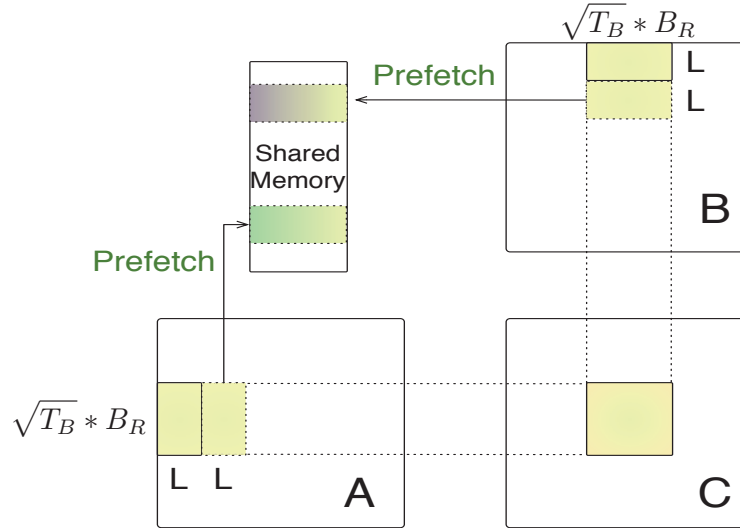 √T_B * B_R
L
Prefetch
L
Shared
Memory
B
Prefetch
√T_B * B_R
L L
A
C